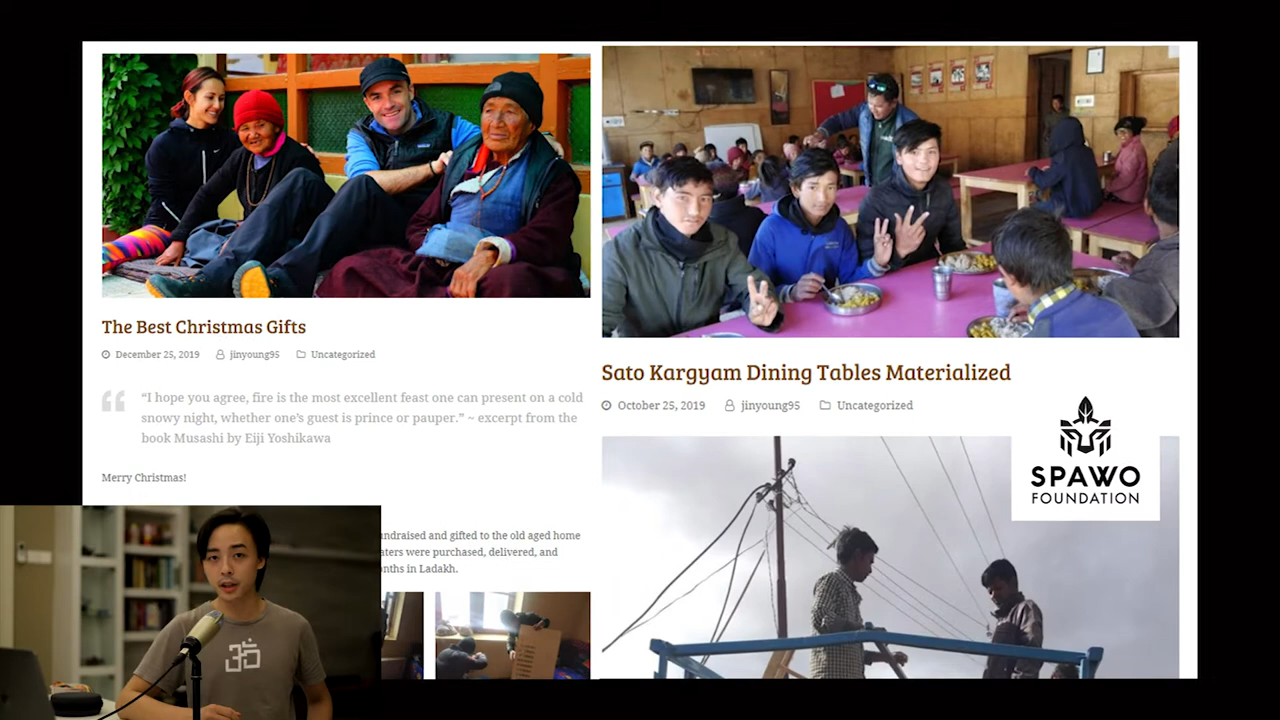 The Best Christmas Gifts
December 25, 2019 jinyoung95 Uncategorized
“I hope you agree, fire is the most excellent feast one can present on a cold
snowy night, whether one’s guest is prince or pauper.” ~ excerpt from the
book Musashi by Eiji Yoshikawa
Merry Christmas!
undraised and gifted to the old aged home
aters were purchased, delivered, and
onths in Ladakh.
Sato Kargyam Dining Tables Materialized
October 25, 2019 jinyoung95 Uncategorized
SPAWO
FOUNDATION